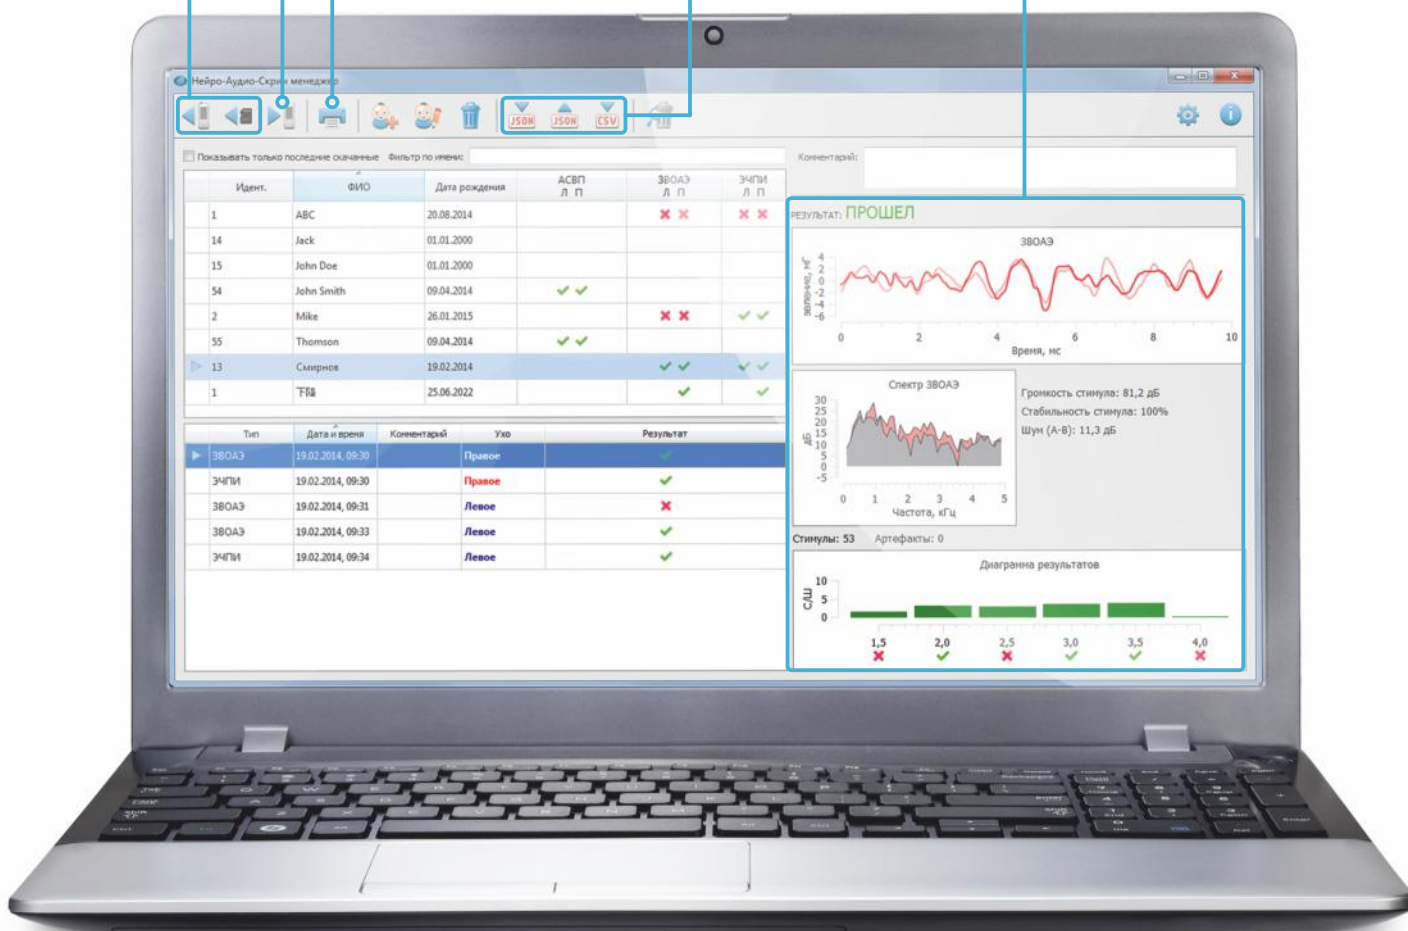 Нейро-Аудио-Скрин менеджер
JSON JSON CSV
Показывать только последние скачанные Фильтр по имени: Комментарий:
Идент. ФИО Дата рождения АСВП ЗВОАЭ ЭЧПИ
Л П Л П Л П
1 ABC 20.08.2014
14 Jack 01.01.2000
15 John Doe 01.01.2000
54 John Smith 09.04.2014
2 Mike 26.01.2015
55 Thomson 09.04.2014
13 Смирнов 19.02.2014
1 25.06.2022
Тип Дата и время Комментарий Ухо Результат
ЗВОАЭ 19.02.2014, 09:30 Правое
ЭЧПИ 19.02.2014, 09:30 Правое
ЗВОАЭ 19.02.2014, 09:31 Левое
ЗВОАЭ 19.02.2014, 09:33 Левое
ЭЧПИ 19.02.2014, 09:34 Левое
РЕЗУЛЬТАТ: ПРОШЕЛ
ЗВОАЭ
4
2
0
-2
-4
-6
0 2 4 6 8 10
Время, мс
Спектр ЗВОАЭ
дБ
30
25
20
15
10
5
0
-5
0 1 2 3 4 5
Частота, кГц
Громкость стимула: 81,2 дБ
Стабильность стимула: 100%
Шум (А-В): 11,3 дБ
Стимулы: 53 Артефакты: 0
Диаграмма результатов
С/Ш
10
5
0
1,5 2,0 2,5 3,0 3,5 4,0